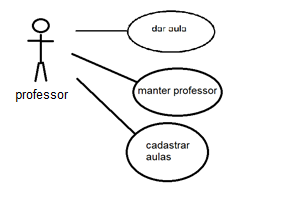 dar aula
manter professor
professor
cadastrar
aulas